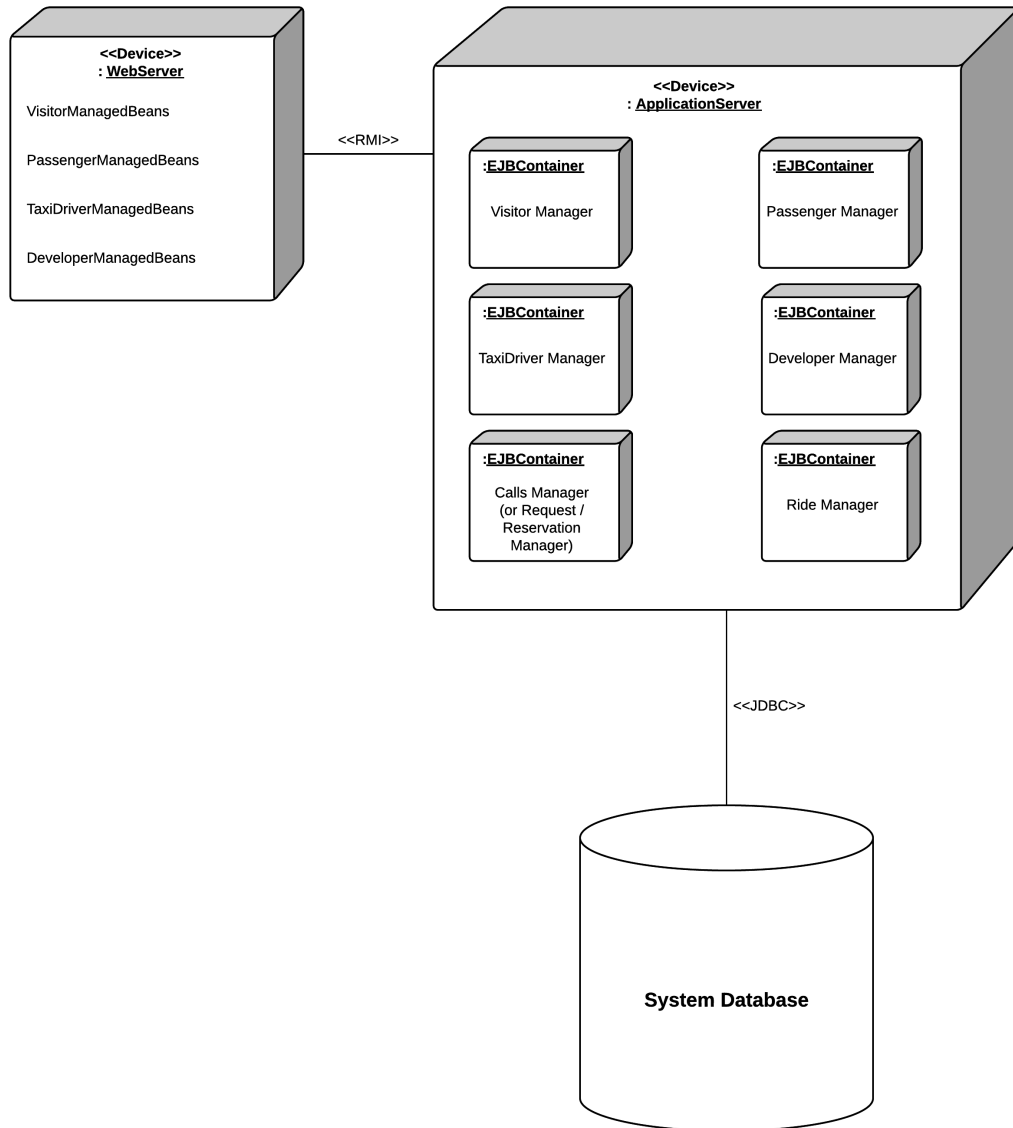 <<Device>>
: WebServer
VisitorManagedBeans
PassengerManagedBeans
TaxiDriverManagedBeans
DeveloperManagedBeans
<<RMI>>
<<Device>>
: ApplicationServer
:EJBContainer
Visitor Manager
:EJBContainer
Passenger Manager
:EJBContainer
TaxiDriver Manager
:EJBContainer
Developer Manager
:EJBContainer
Calls Manager
(or Request /
Reservation
Manager)
:EJBContainer
Ride Manager
<<JDBC>>
System Database